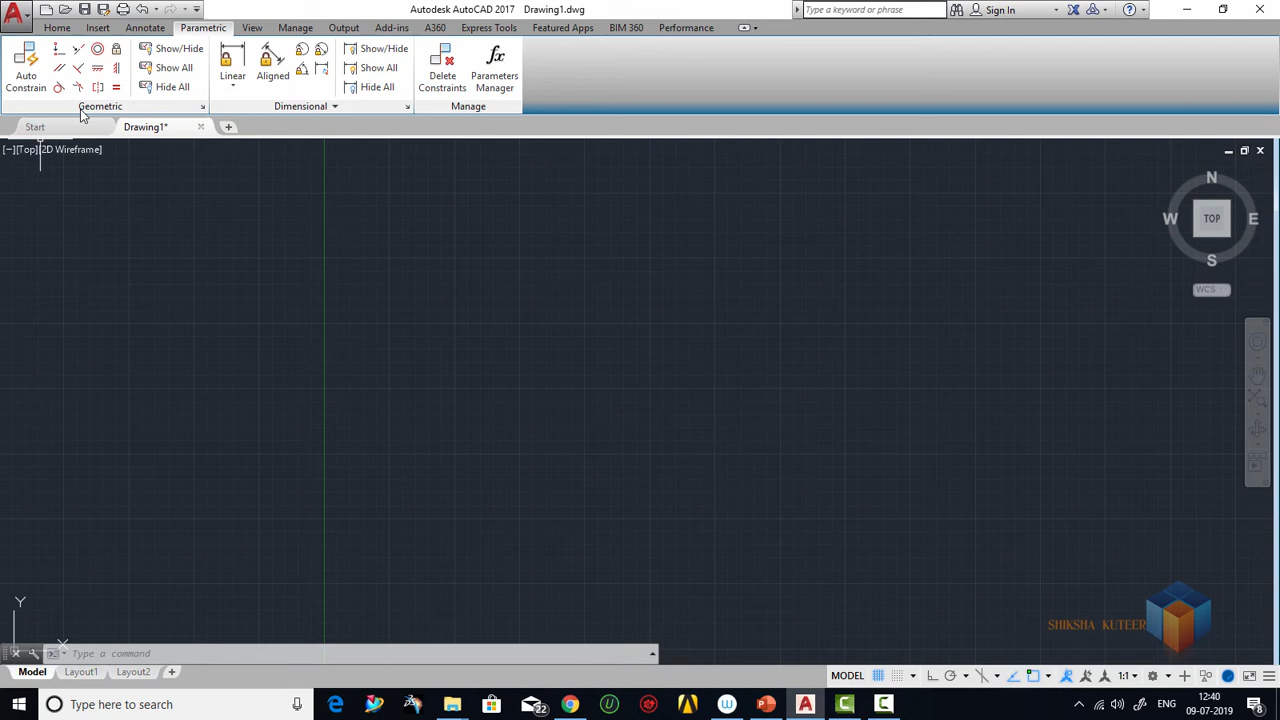 Autodesk AutoCAD 2017 Drawing1.dwg
Type a keyword or phrase
Sign In
Home Insert Annotate Parametric View Manage Output Add-ins A360 Express Tools Featured Apps BIM 360 Performance
Auto Constrain
Show/Hide
Show All
Hide All
Linear
Aligned
Show/Hide
Show All
Hide All
Delete Constraints
fx
Parameters Manager
Geometric
Dimensional
Manage
Start
Drawing1*
[−][Top][2D Wireframe]
N
W
TOP
E
S
WCS
SHIKSHA KUTEER
Y
X
Type a command
Model
Layout1
Layout2
MODEL
1:1
Type here to search
22
ENG
12:40
09-07-2019
8